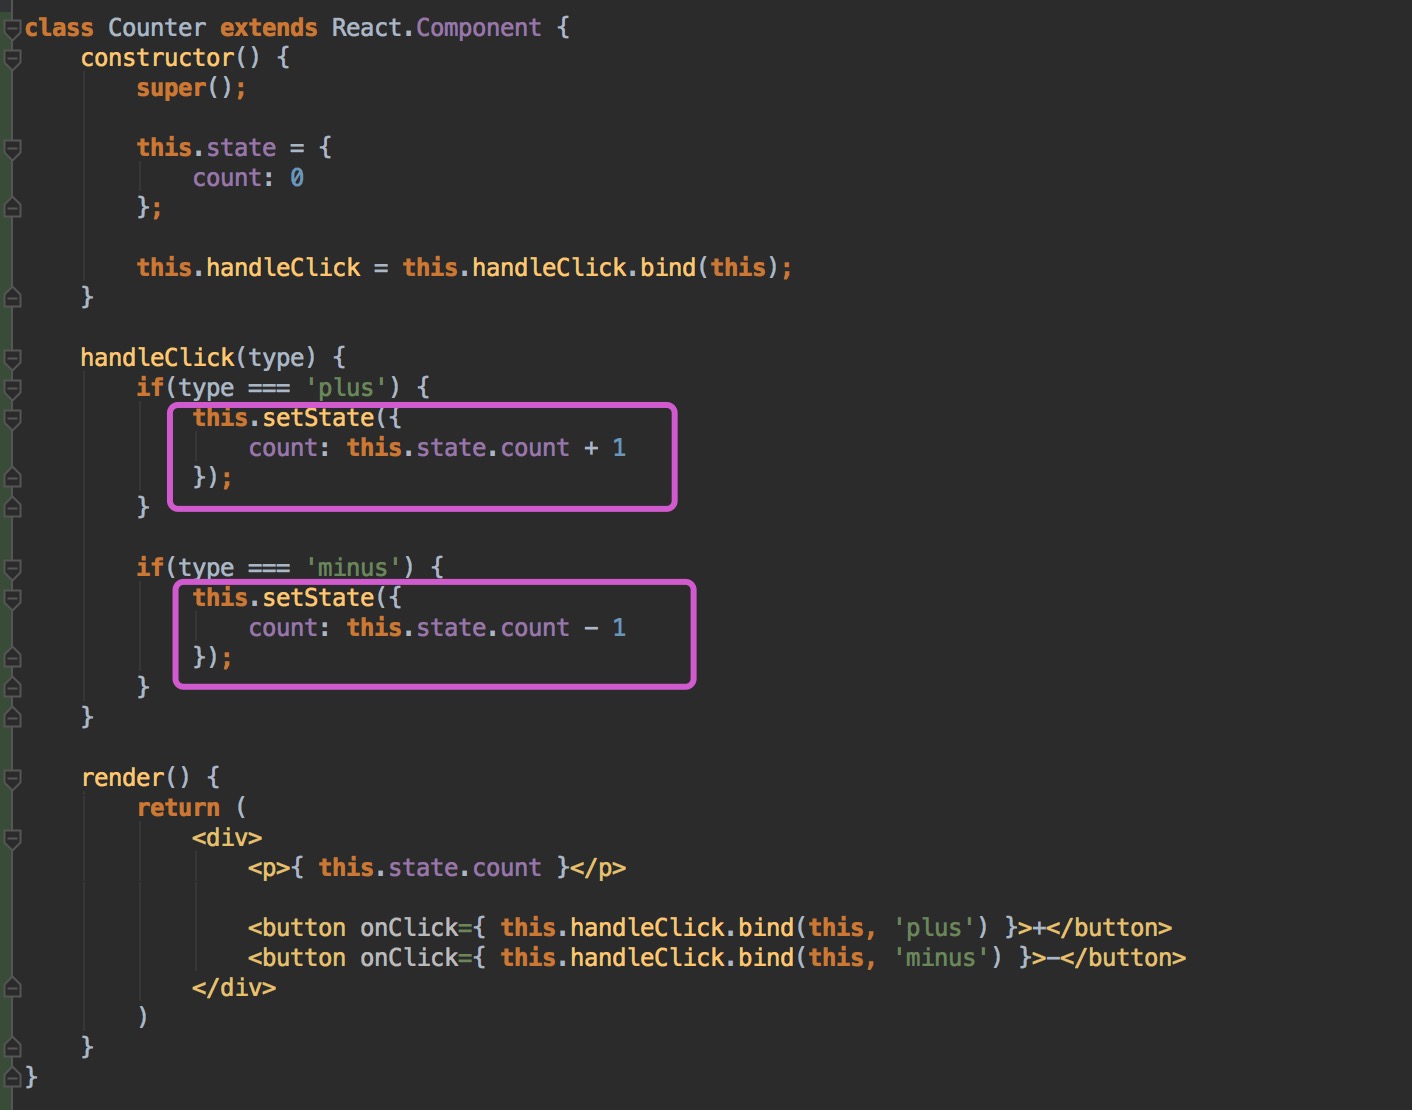 class Counter extends React.Component {
    constructor() {
        super();

        this.state = {
            count: 0
        };

        this.handleClick = this.handleClick.bind(this);
    }

    handleClick(type) {
        if(type === 'plus') {
            this.setState({
                count: this.state.count + 1
            });
        }

        if(type === 'minus') {
            this.setState({
                count: this.state.count - 1
            });
        }
    }

    render() {
        return (
            <div>
                <p>{ this.state.count }</p>

                <button onClick={ this.handleClick.bind(this, 'plus') }>+</button>
                <button onClick={ this.handleClick.bind(this, 'minus') }>-</button>
            </div>
        )
    }
}